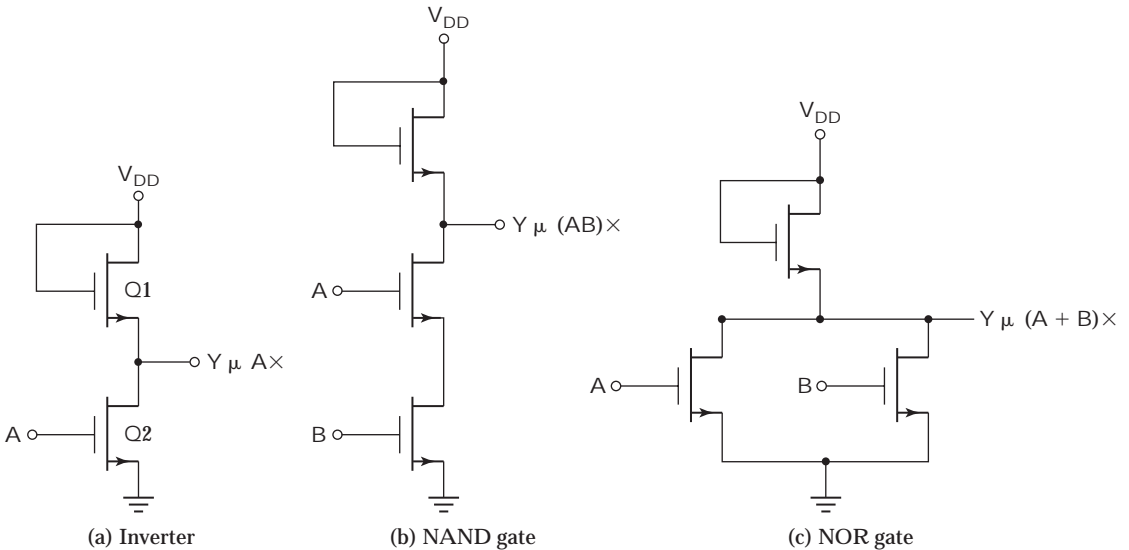 V_DD
Q1
Y μ A×
A
Q2
(a) Inverter
V_DD
Y μ (AB)×
A
B
(b) NAND gate
V_DD
Y μ (A + B)×
A
B
(c) NOR gate